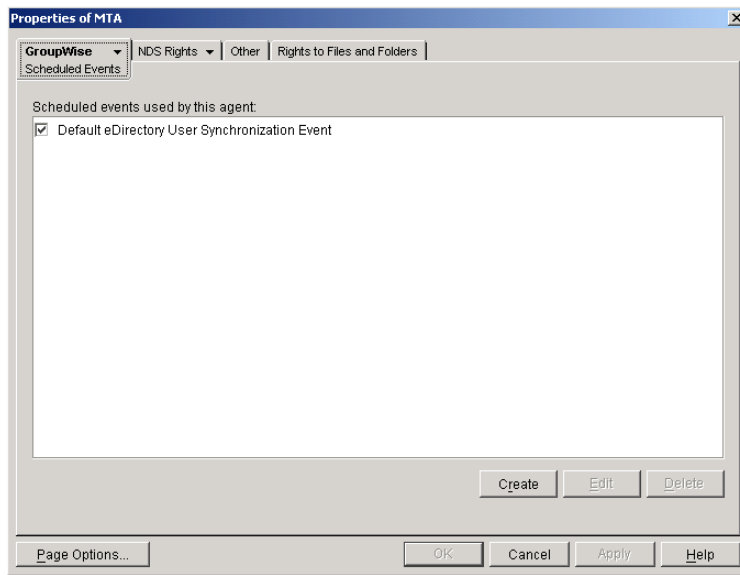 Properties of MTA
GroupWise
NDS Rights
Other
Rights to Files and Folders
Scheduled Events
Scheduled events used by this agent:
Default eDirectory User Synchronization Event
Create
Edit
Delete
Page Options...
OK
Cancel
Apply
Help